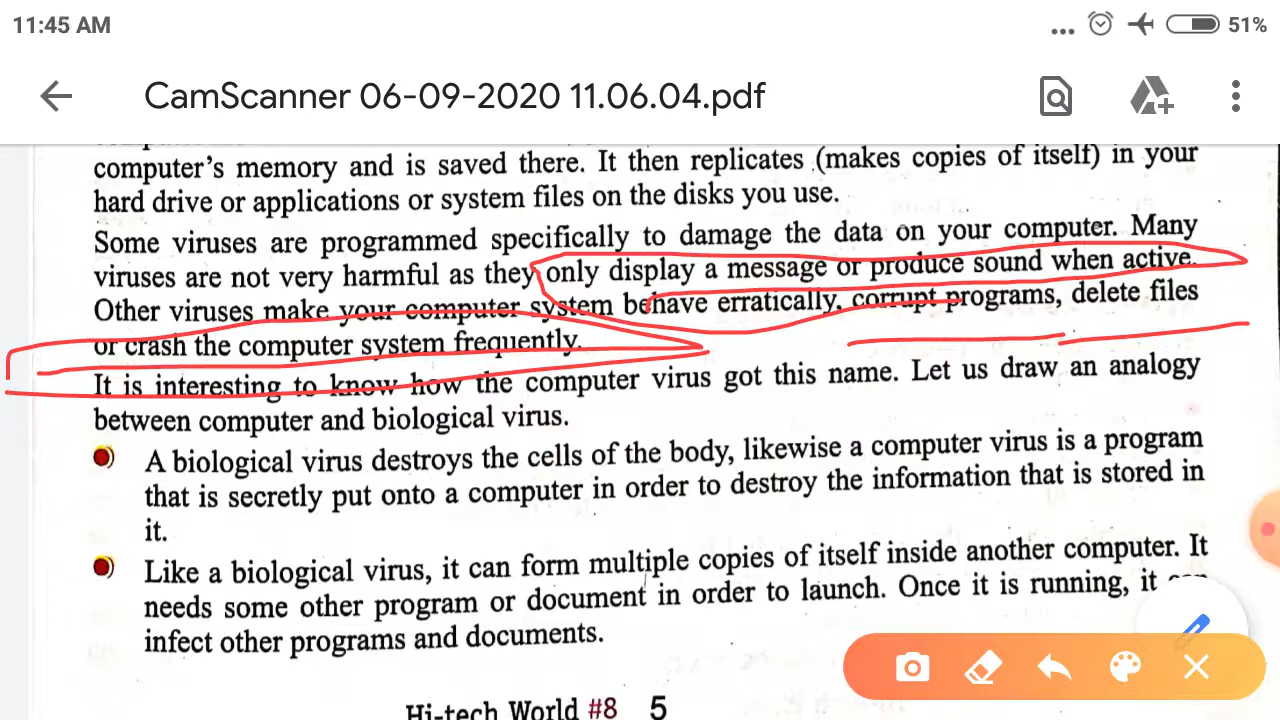 11:45 AM
51%
CamScanner 06-09-2020 11.06.04.pdf
computer's memory and is saved there. It then replicates (makes copies of itself) in your
hard drive or applications or system files on the disks you use.
Some viruses are programmed specifically to damage the data on your computer. Many
viruses are not very harmful as they only display a message or produce sound when active.
Other viruses make your computer system behave erratically, corrupt programs, delete files
or crash the computer system frequently.
It is interesting to know how the computer virus got this name. Let us draw an analogy
between computer and biological virus.
A biological virus destroys the cells of the body, likewise a computer virus is a program
that is secretly put onto a computer in order to destroy the information that is stored in
it.
Like a biological virus, it can form multiple copies of itself inside another computer. It
needs some other program or document in order to launch. Once it is running, it
infect other programs and documents.
Hi-tech World #8 5